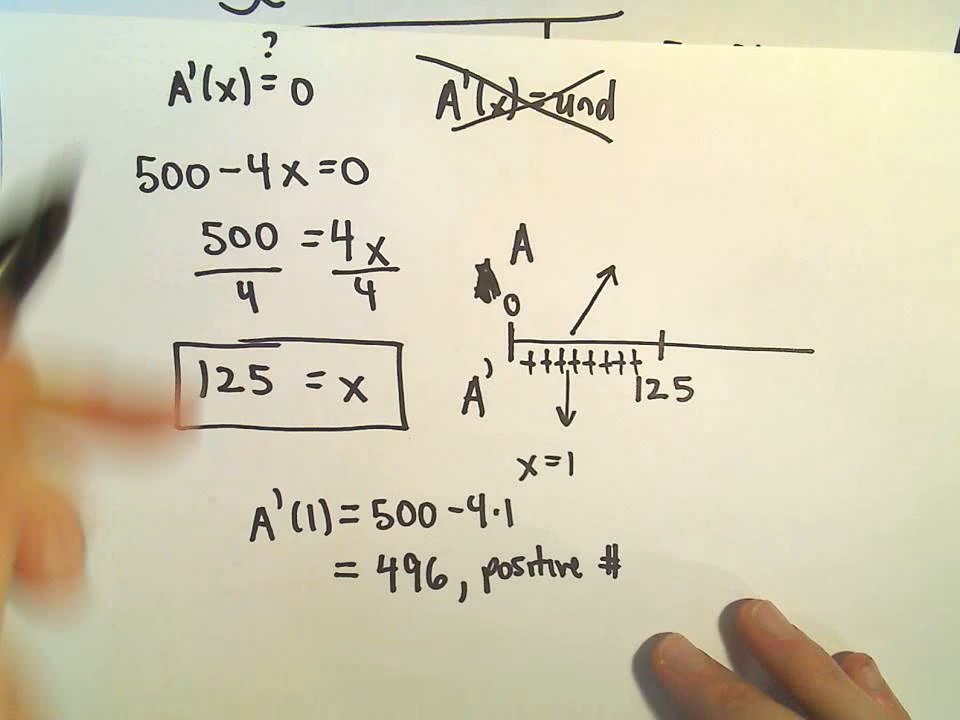 ?
A'(x) = 0
A'(x) = und
500 - 4x = 0
500 = 4x
4 4
125 = x
A
0
A'
125
x = 1
A'(1) = 500 - 4·1
= 496, positive #